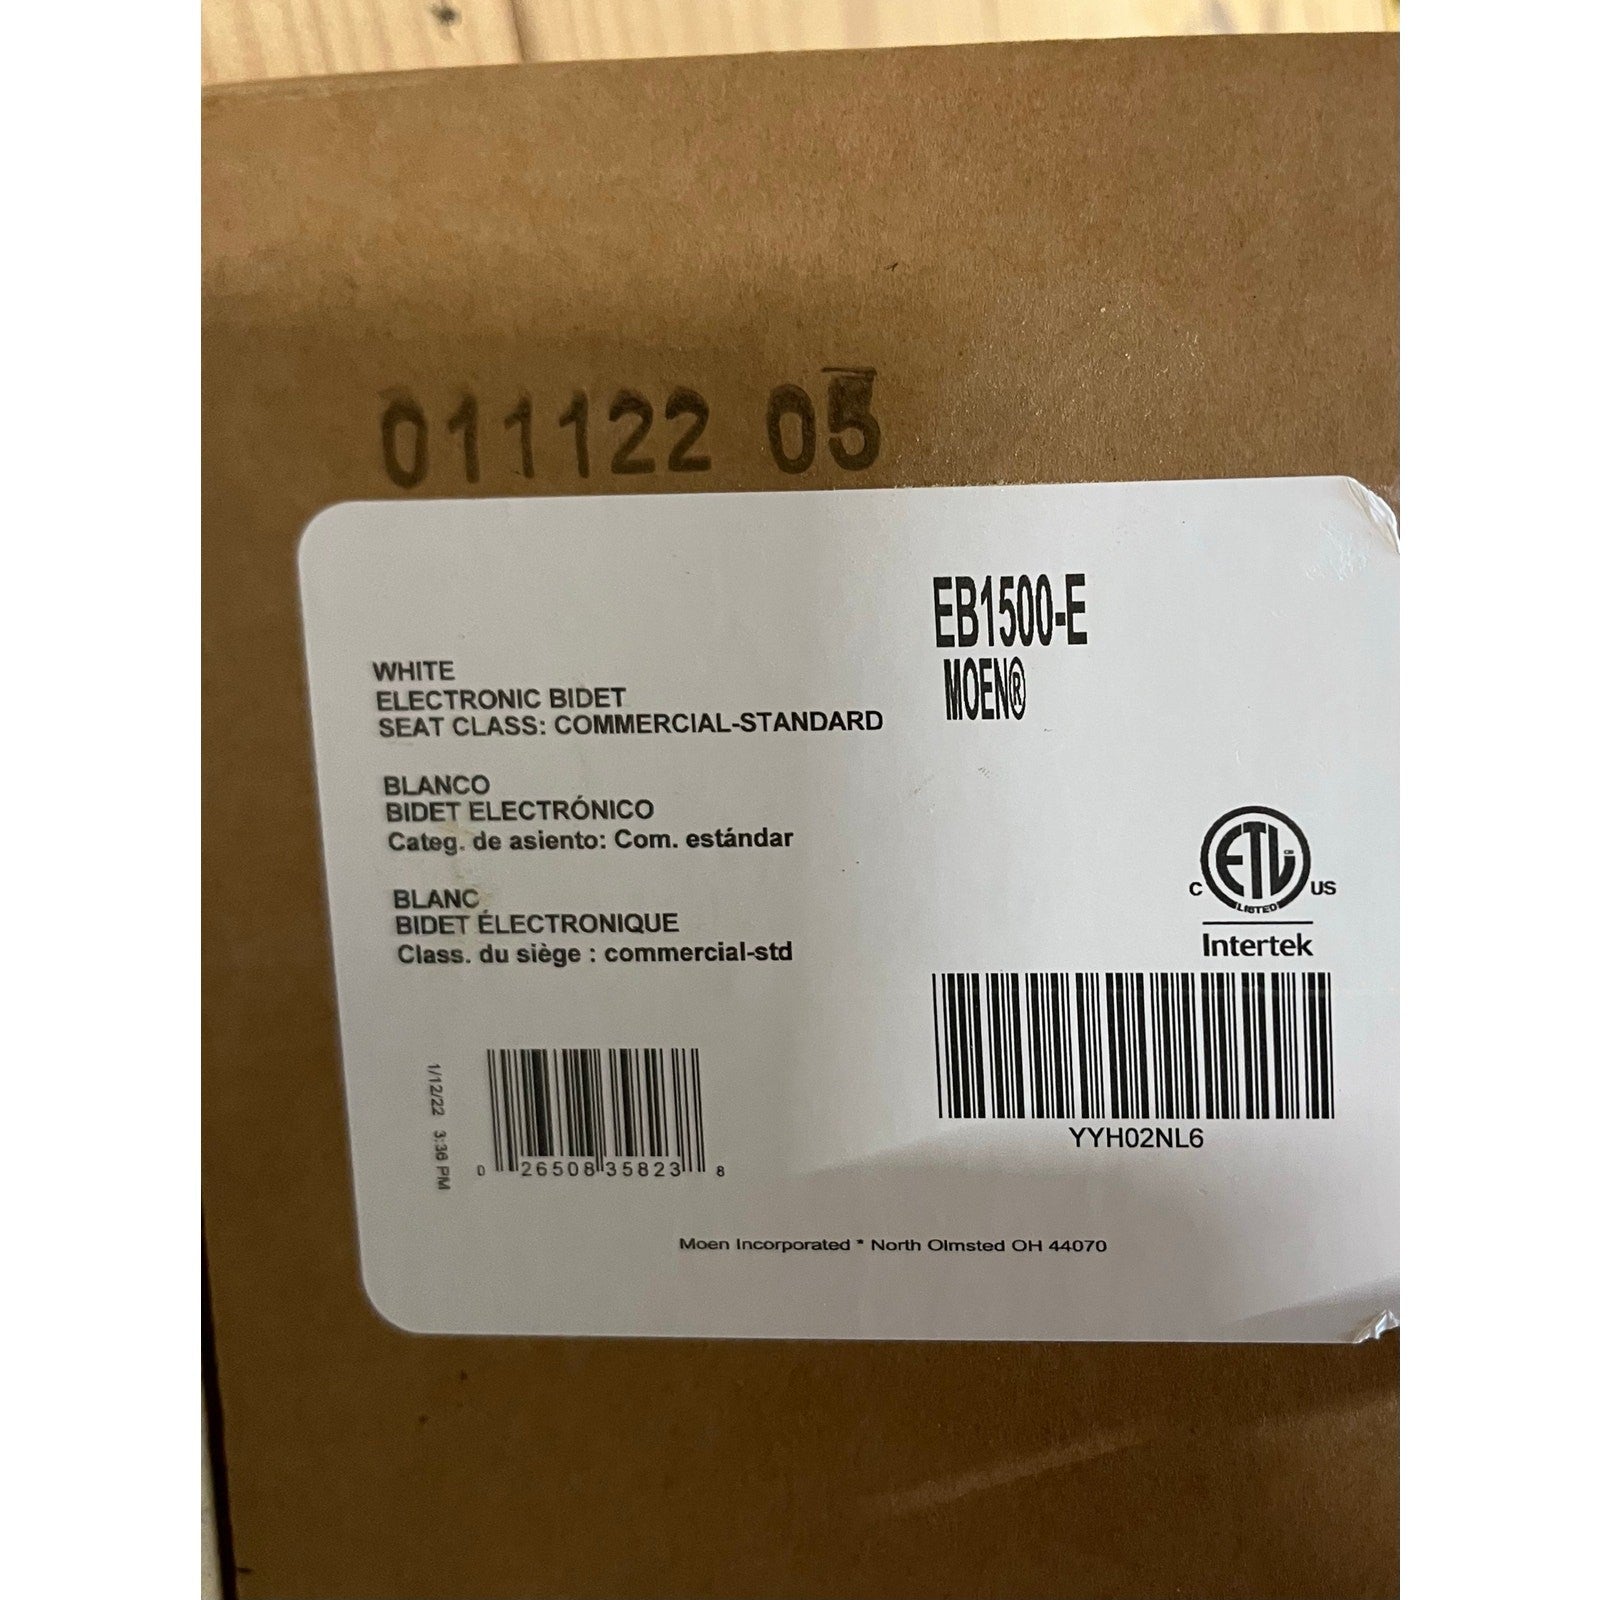 011122 05
EB1500-E
MOEN®
WHITE
ELECTRONIC BIDET
SEAT CLASS: COMMERCIAL-STANDARD
BLANCO
BIDET ELECTRÓNICO
Categ. de asiento: Com. estándar
BLANC
BIDET ÉLECTRONIQUE
Class. du siège : commercial-std
C ETL CM LISTED US
Intertek
YYH02NL6
1/12/22 3:36 PM
0 26508 35823 8
Moen Incorporated * North Olmsted OH 44070